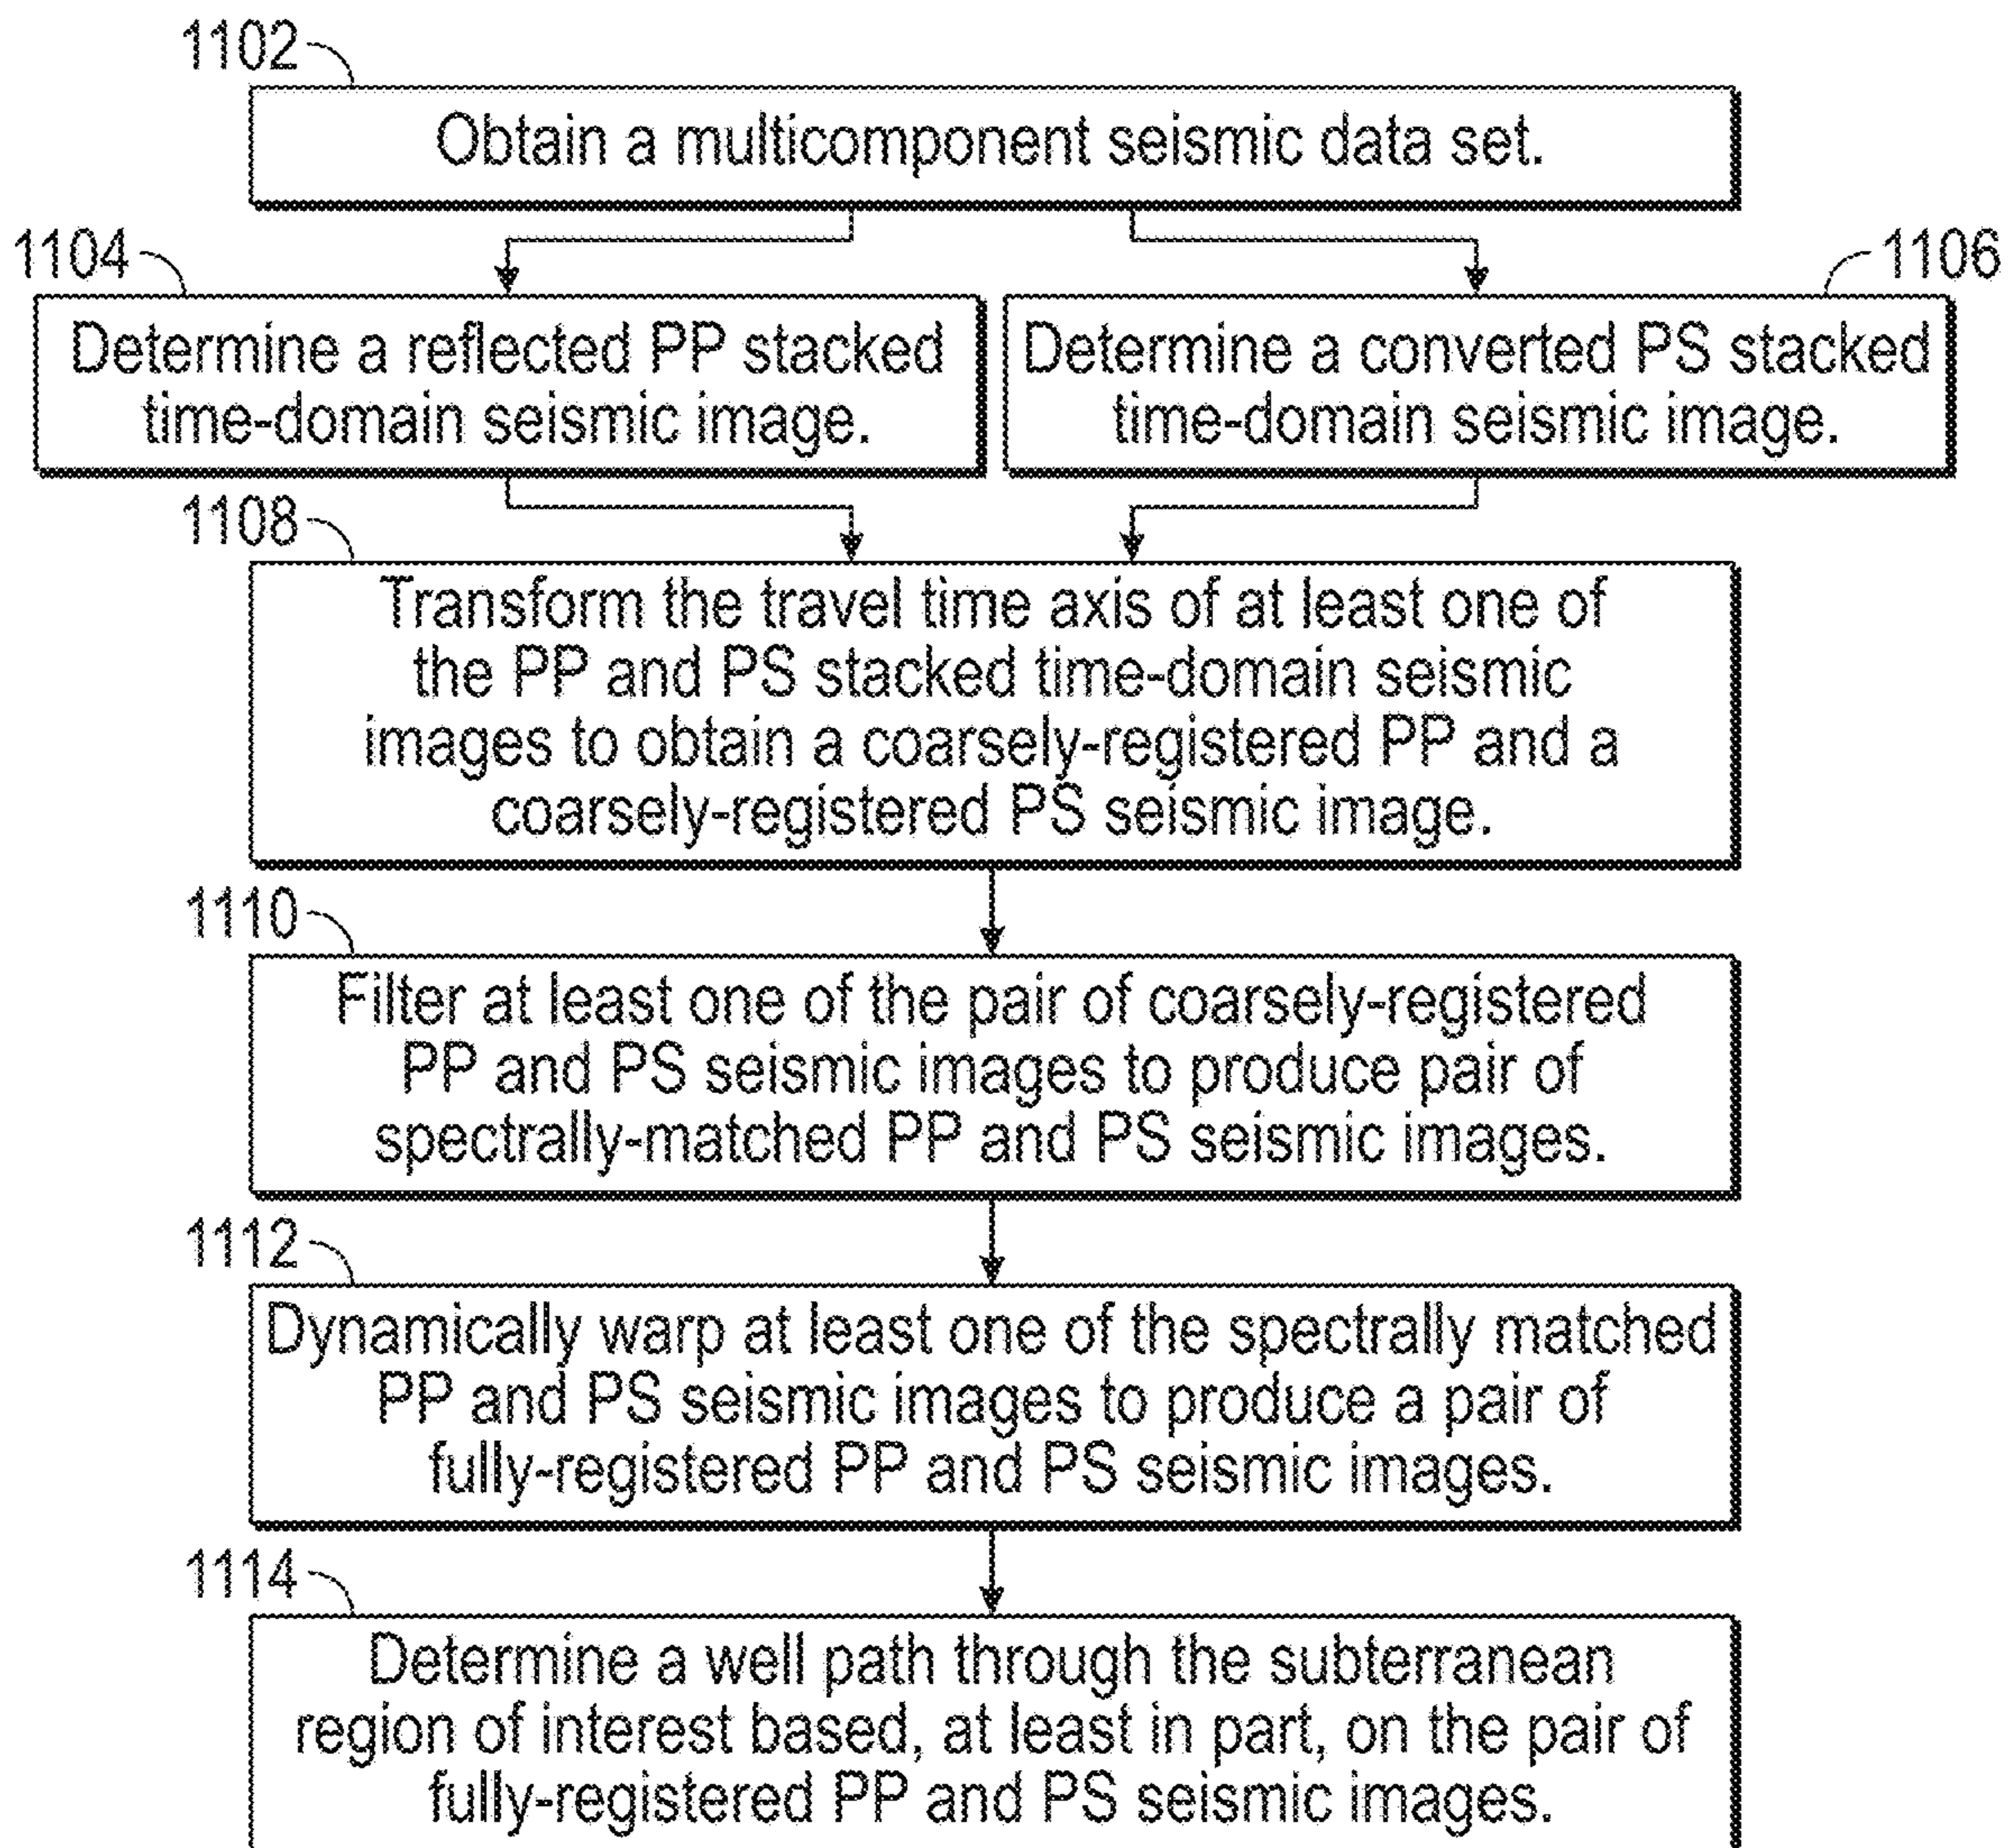 1102
Obtain a multicomponent seismic data set.
1104
1106
Determine a reflected PP stacked
time-domain seismic image.
Determine a converted PS stacked
time-domain seismic image.
1108
Transform the travel time axis of at least one of
the PP and PS stacked time-domain seismic
images to obtain a coarsely-registered PP and a
coarsely-registered PS seismic image.
1110
Filter at least one of the pair of coarsely-registered
PP and PS seismic images to produce pair of
spectrally-matched PP and PS seismic images.
1112
Dynamically warp at least one of the spectrally matched
PP and PS seismic images to produce a pair of
fully-registered PP and PS seismic images.
1114
Determine a well path through the subterranean
region of interest based, at least in part, on the pair of
fully-registered PP and PS seismic images.